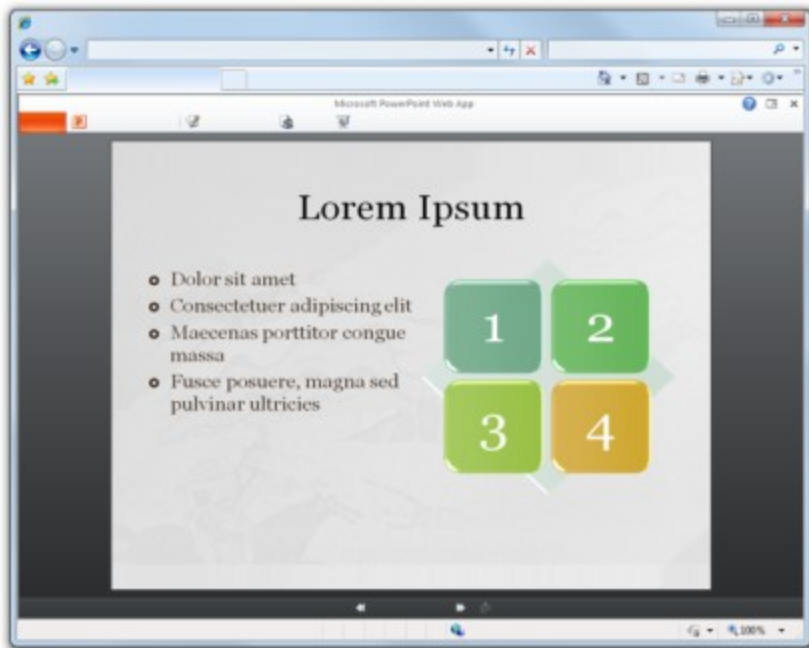 Microsoft PowerPoint Web App
Lorem Ipsum
Dolor sit amet
Consectetuer adipiscing elit
Maecenas porttitor congue
massa
Fusce posuere, magna sed
pulvinar ultricies
1 2
3 4
100%